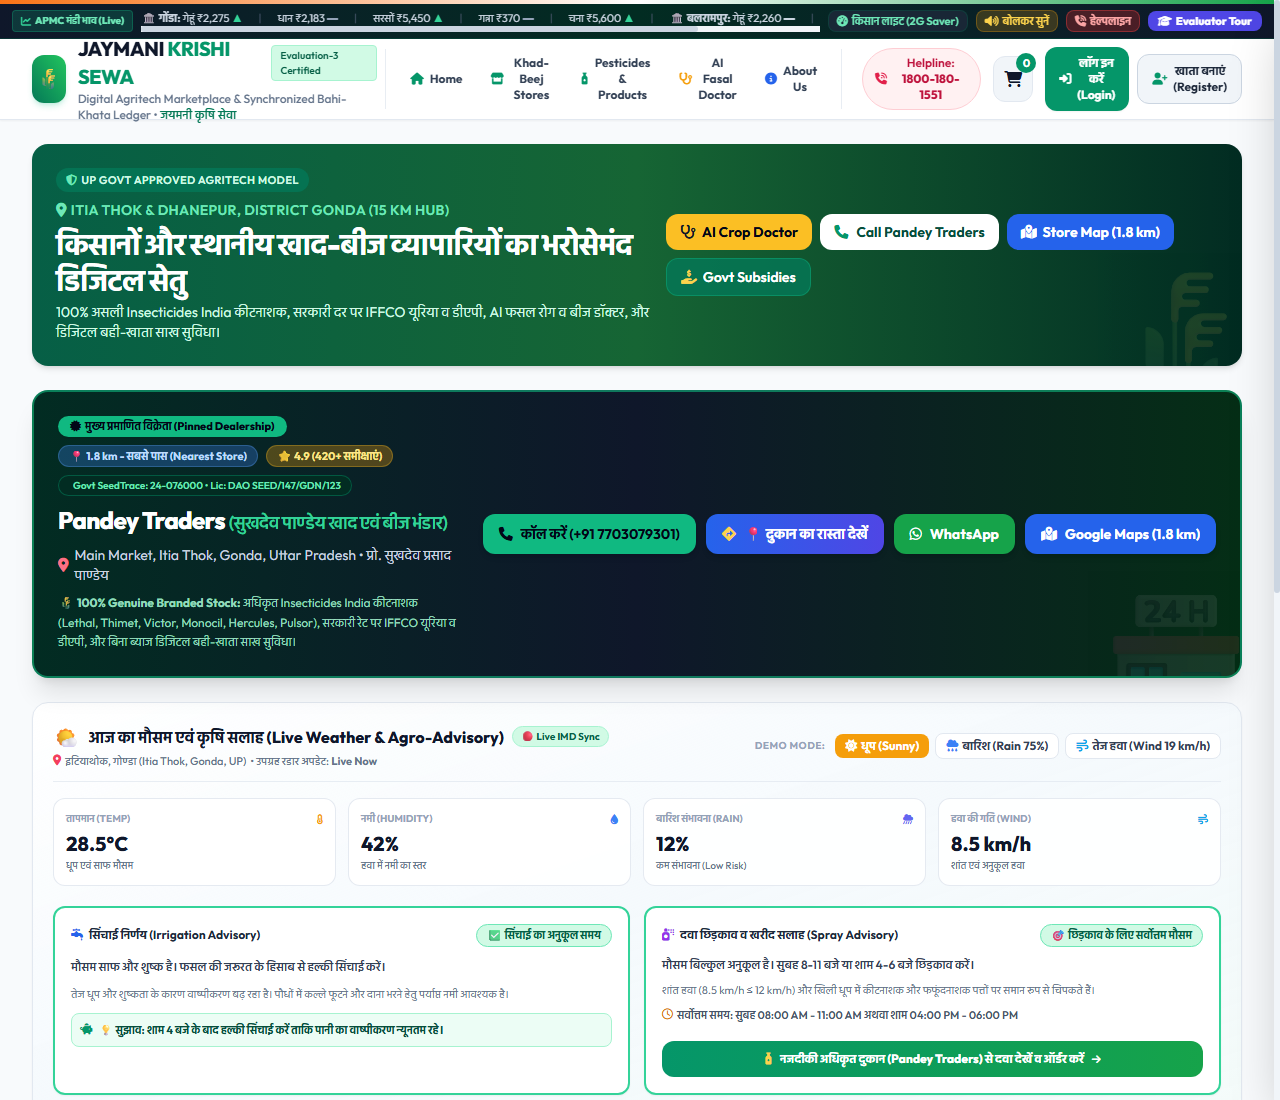 APMC मंडी भाव (Live)
गोंडा: गेहूं ₹2,275 ▲ | धान ₹2,183 — | सरसों ₹5,450 ▲ | गन्ना ₹370 — | चना ₹5,600 ▲ | बलरामपुर: गेहूं ₹2,260 — |
किसान लाइट (2G Saver)
बोलकर सुनें
हेल्पलाइन
Evaluator Tour
JAYMANI KRISHI
SEWA
Evaluation-3
Certified
Digital Agritech Marketplace & Synchronized Bahi-
Khata Ledger • जयमनी कृषि सेवा
Home
Khad-
Beej
Stores
Pesticides
&
Products
AI
Fasal
Doctor
About
Us
Helpline:
1800-180-
1551
0
लॉग इन
करें
(Login)
खाता बनाएं
(Register)
UP GOVT APPROVED AGRITECH MODEL
ITIA THOK & DHANEPUR, DISTRICT GONDA (15 KM HUB)
किसानों और स्थानीय खाद-बीज व्यापारियों का भरोसेमंद
डिजिटल सेतु
100% असली Insecticides India कीटनाशक, सरकारी दर पर IFFCO यूरिया व डीएपी, AI फसल रोग व बीज डॉक्टर, और
डिजिटल बही-खाता साख सुविधा।
AI Crop Doctor
Call Pandey Traders
Store Map (1.8 km)
Govt Subsidies
मुख्य प्रमाणित विक्रेता (Pinned Dealership)
1.8 km - सबसे पास (Nearest Store)
4.9 (420+ समीक्षाएं)
Govt SeedTrace: 24-076000 • Lic: DAO SEED/147/GDN/123
Pandey Traders (सुखदेव पाण्डेय खाद एवं बीज भंडार)
Main Market, Itia Thok, Gonda, Uttar Pradesh • प्रो. सुखदेव प्रसाद
पाण्डेय
100% Genuine Branded Stock: अधिकृत Insecticides India कीटनाशक
(Lethal, Thimet, Victor, Monocil, Hercules, Pulsor), सरकारी रेट पर IFFCO यूरिया व
डीएपी, और बिना ब्याज डिजिटल बही-खाता साख सुविधा।
कॉल करें (+91 7703079301)
दुकान का रास्ता देखें
WhatsApp
Google Maps (1.8 km)
24 H
आज का मौसम एवं कृषि सलाह (Live Weather & Agro-Advisory)
Live IMD Sync
इटियाथोक, गोण्डा (Itia Thok, Gonda, UP) • उपग्रह रडार अपडेट: Live Now
DEMO MODE:
धूप (Sunny)
बारिश (Rain 75%)
तेज हवा (Wind 19 km/h)
तापमान (TEMP)
28.5°C
धूप एवं साफ मौसम
नमी (HUMIDITY)
42%
हवा में नमी का स्तर
बारिश संभावना (RAIN)
12%
कम संभावना (Low Risk)
हवा की गति (WIND)
8.5 km/h
शांत एवं अनुकूल हवा
सिंचाई निर्णय (Irrigation Advisory)
सिंचाई का अनुकूल समय
मौसम साफ और शुष्क है। फसल की जरूरत के हिसाब से हल्की सिंचाई करें।
तेज धूप और शुष्कता के कारण वाष्पीकरण बढ़ रहा है। पौधों में कल्ले फूटने और दाना भरने हेतु पर्याप्त नमी आवश्यक है।
सुझाव: शाम 4 बजे के बाद हल्की सिंचाई करें ताकि पानी का वाष्पीकरण न्यूनतम रहे।
दवा छिड़काव व खरीद सलाह (Spray Advisory)
छिड़काव के लिए सर्वोत्तम मौसम
मौसम बिल्कुल अनुकूल है। सुबह 8-11 बजे या शाम 4-6 बजे छिड़काव करें।
शांत हवा (8.5 km/h ≤ 12 km/h) और खिली धूप में कीटनाशक और फफूंदनाशक पत्तों पर समान रूप से चिपकते हैं।
सर्वोत्तम समय: सुबह 08:00 AM - 11:00 AM अथवा शाम 04:00 PM - 06:00 PM
नजदीकी अधिकृत दुकान (Pandey Traders) से दवा देखें व ऑर्डर करें →